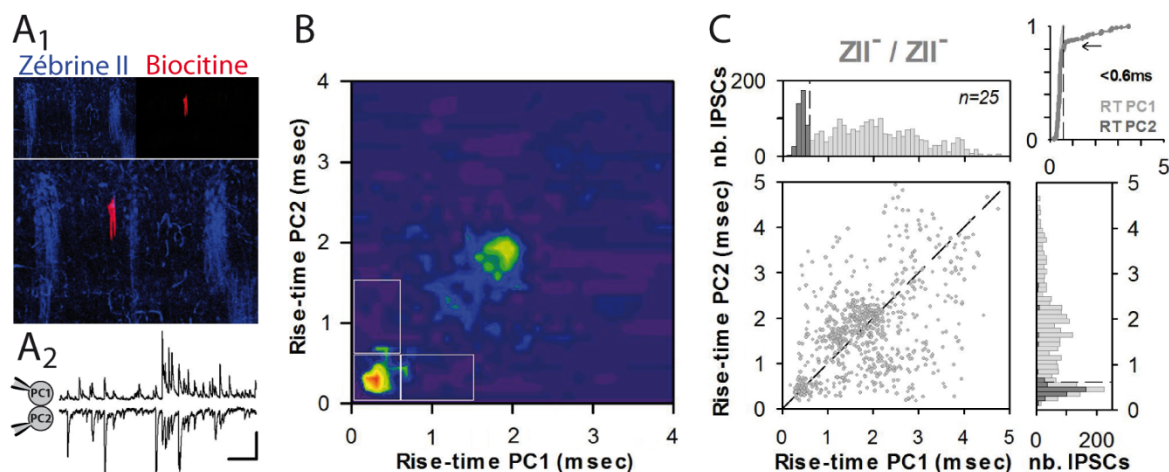 A1
Zébrine II Biocitine
A2
PC1
PC2
B
Rise-time PC2 (msec)
4
3
2
1
0
0 1 2 3 4
Rise-time PC1 (msec)
C
ZII⁻ / ZII⁻
nb. IPSCs
200
100
0
n=25
1
0
0 5
<0.6ms
RT PC1
RT PC2
Rise-time PC2 (msec)
5
4
3
2
1
0
0 1 2 3 4 5
Rise-time PC1 (msec)
5
4
3
2
1
0
0 200
nb. IPSCs